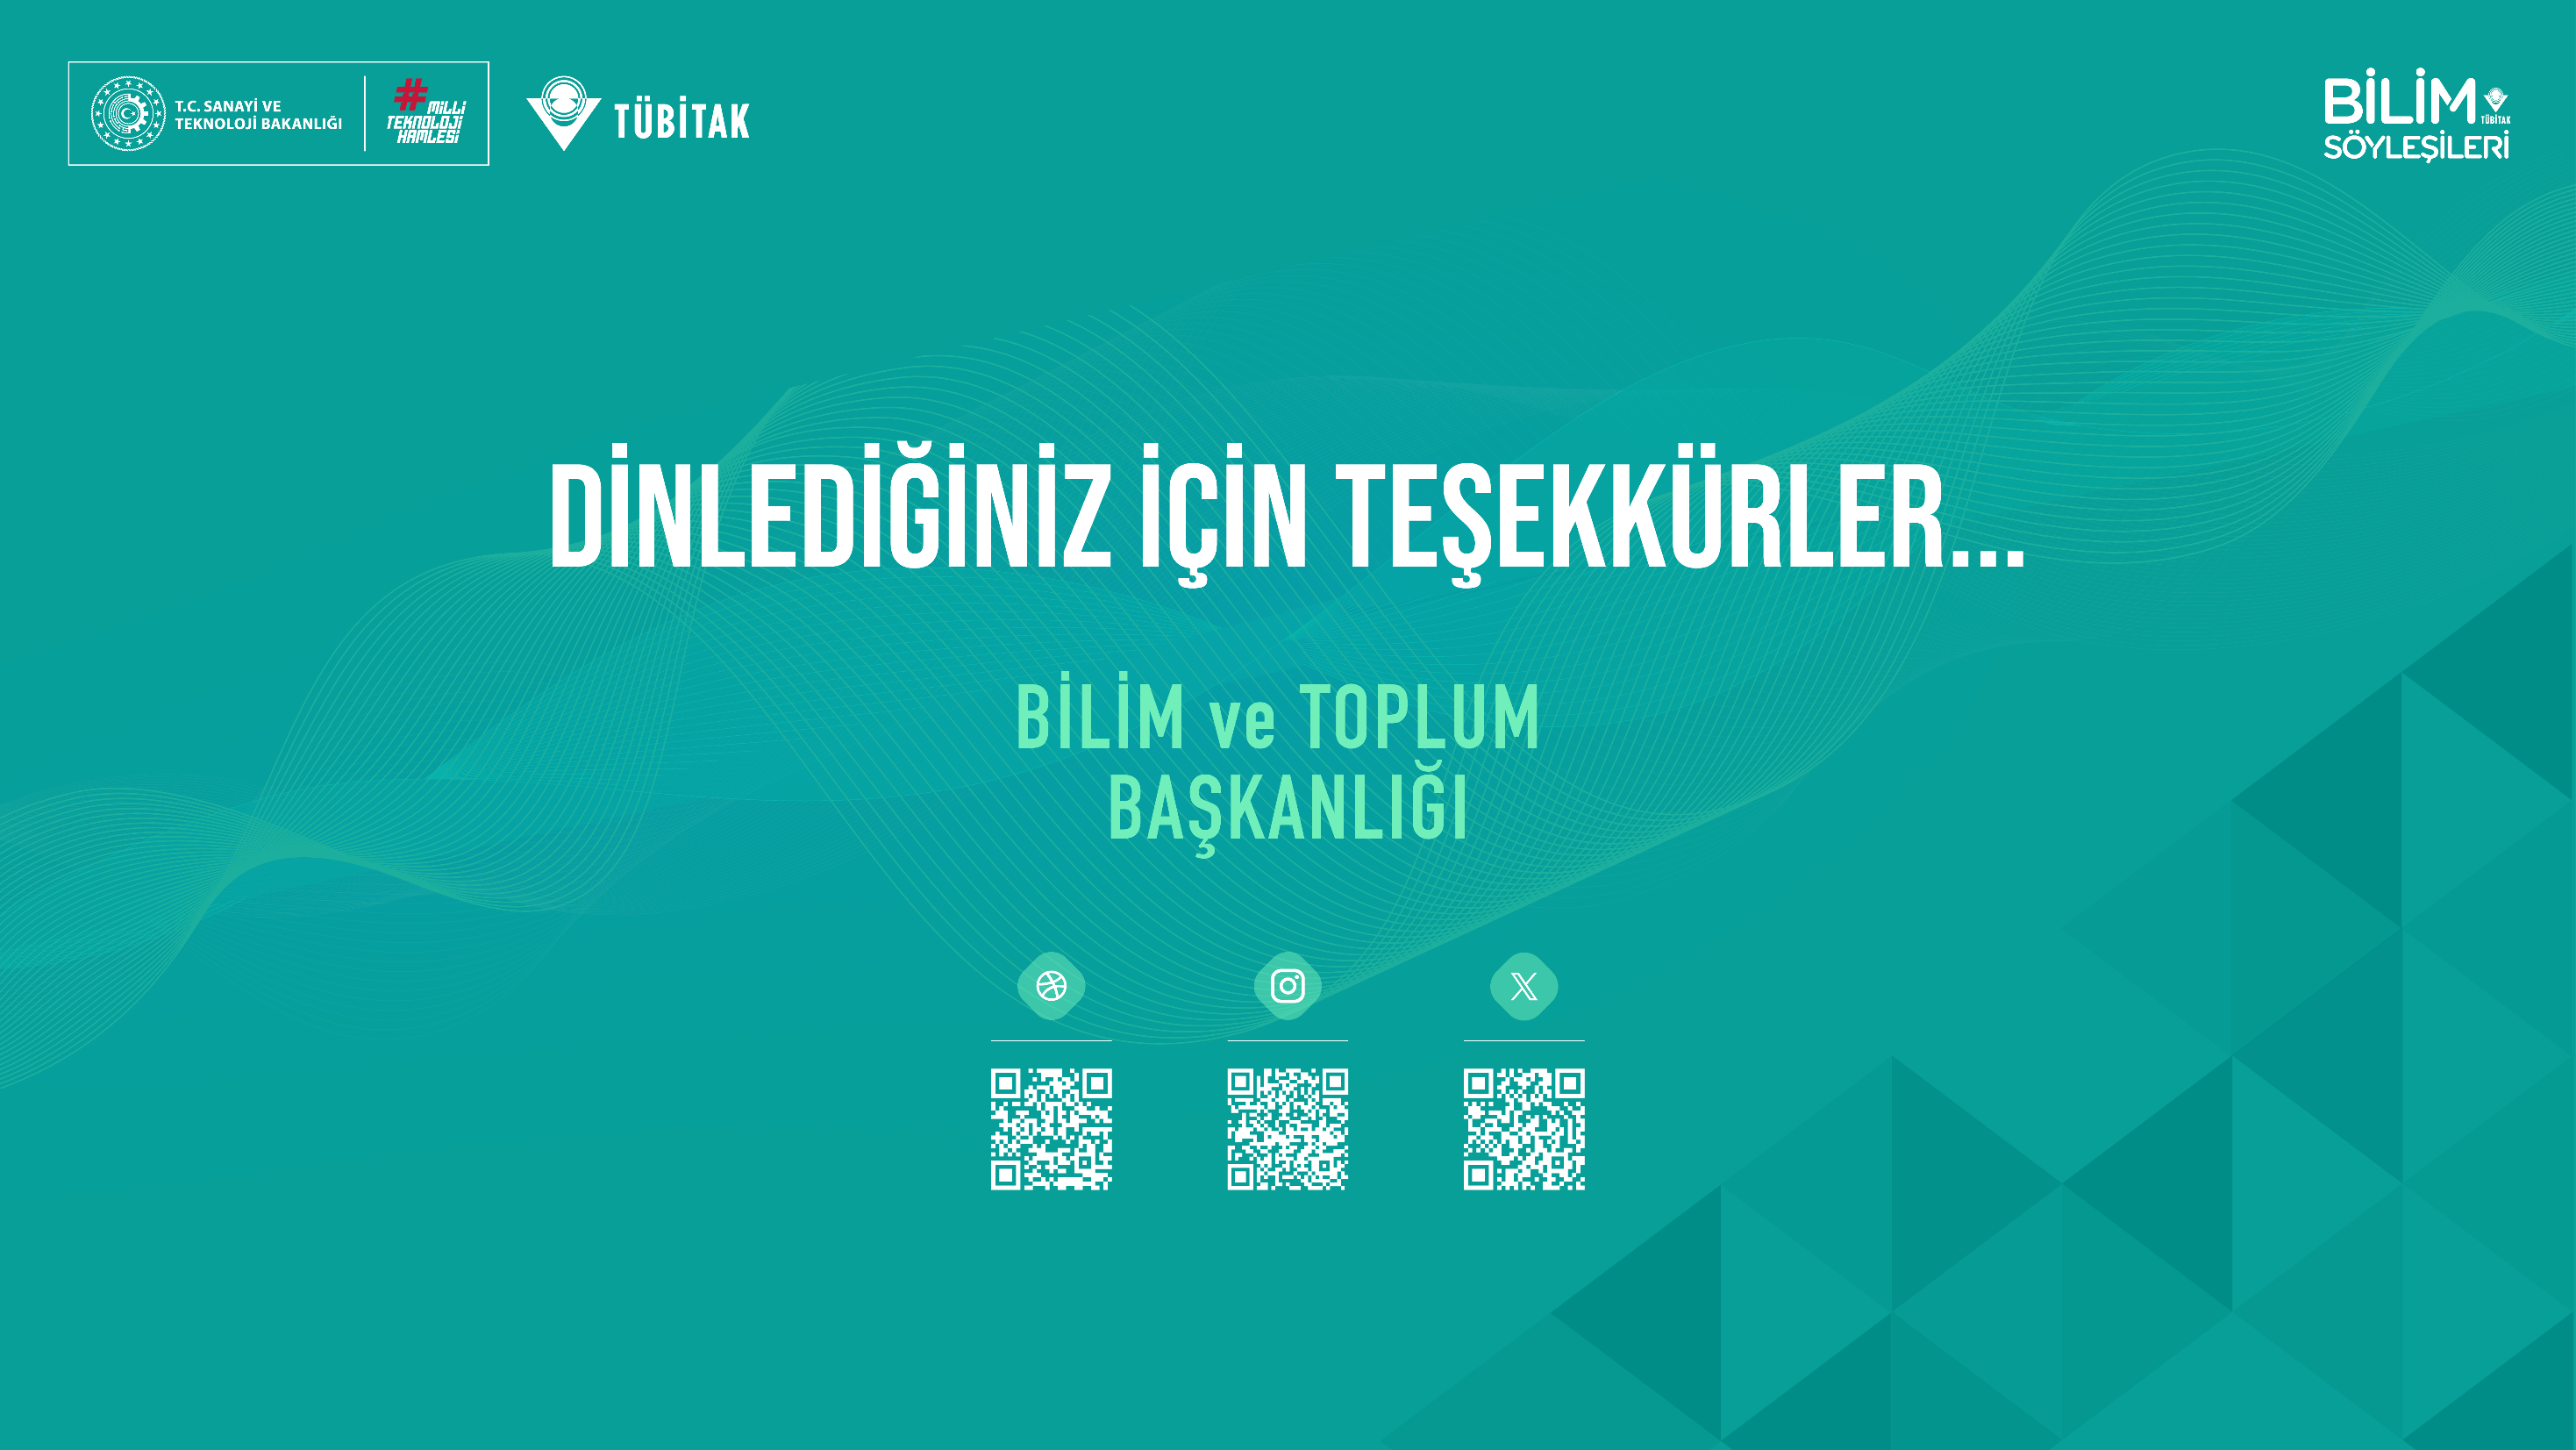 T.C. SANAYİ VE
TEKNOLOJİ BAKANLIĞI
#MİLLİ
TEKNOLOJİ
HAMLESİ
TÜBİTAK
BİLİM
TÜBİTAK
SÖYLEŞİLERİ
DİNLEDİĞİNİZ İÇİN TEŞEKKÜRLER...
BİLİM ve TOPLUM
BAŞKANLIĞI